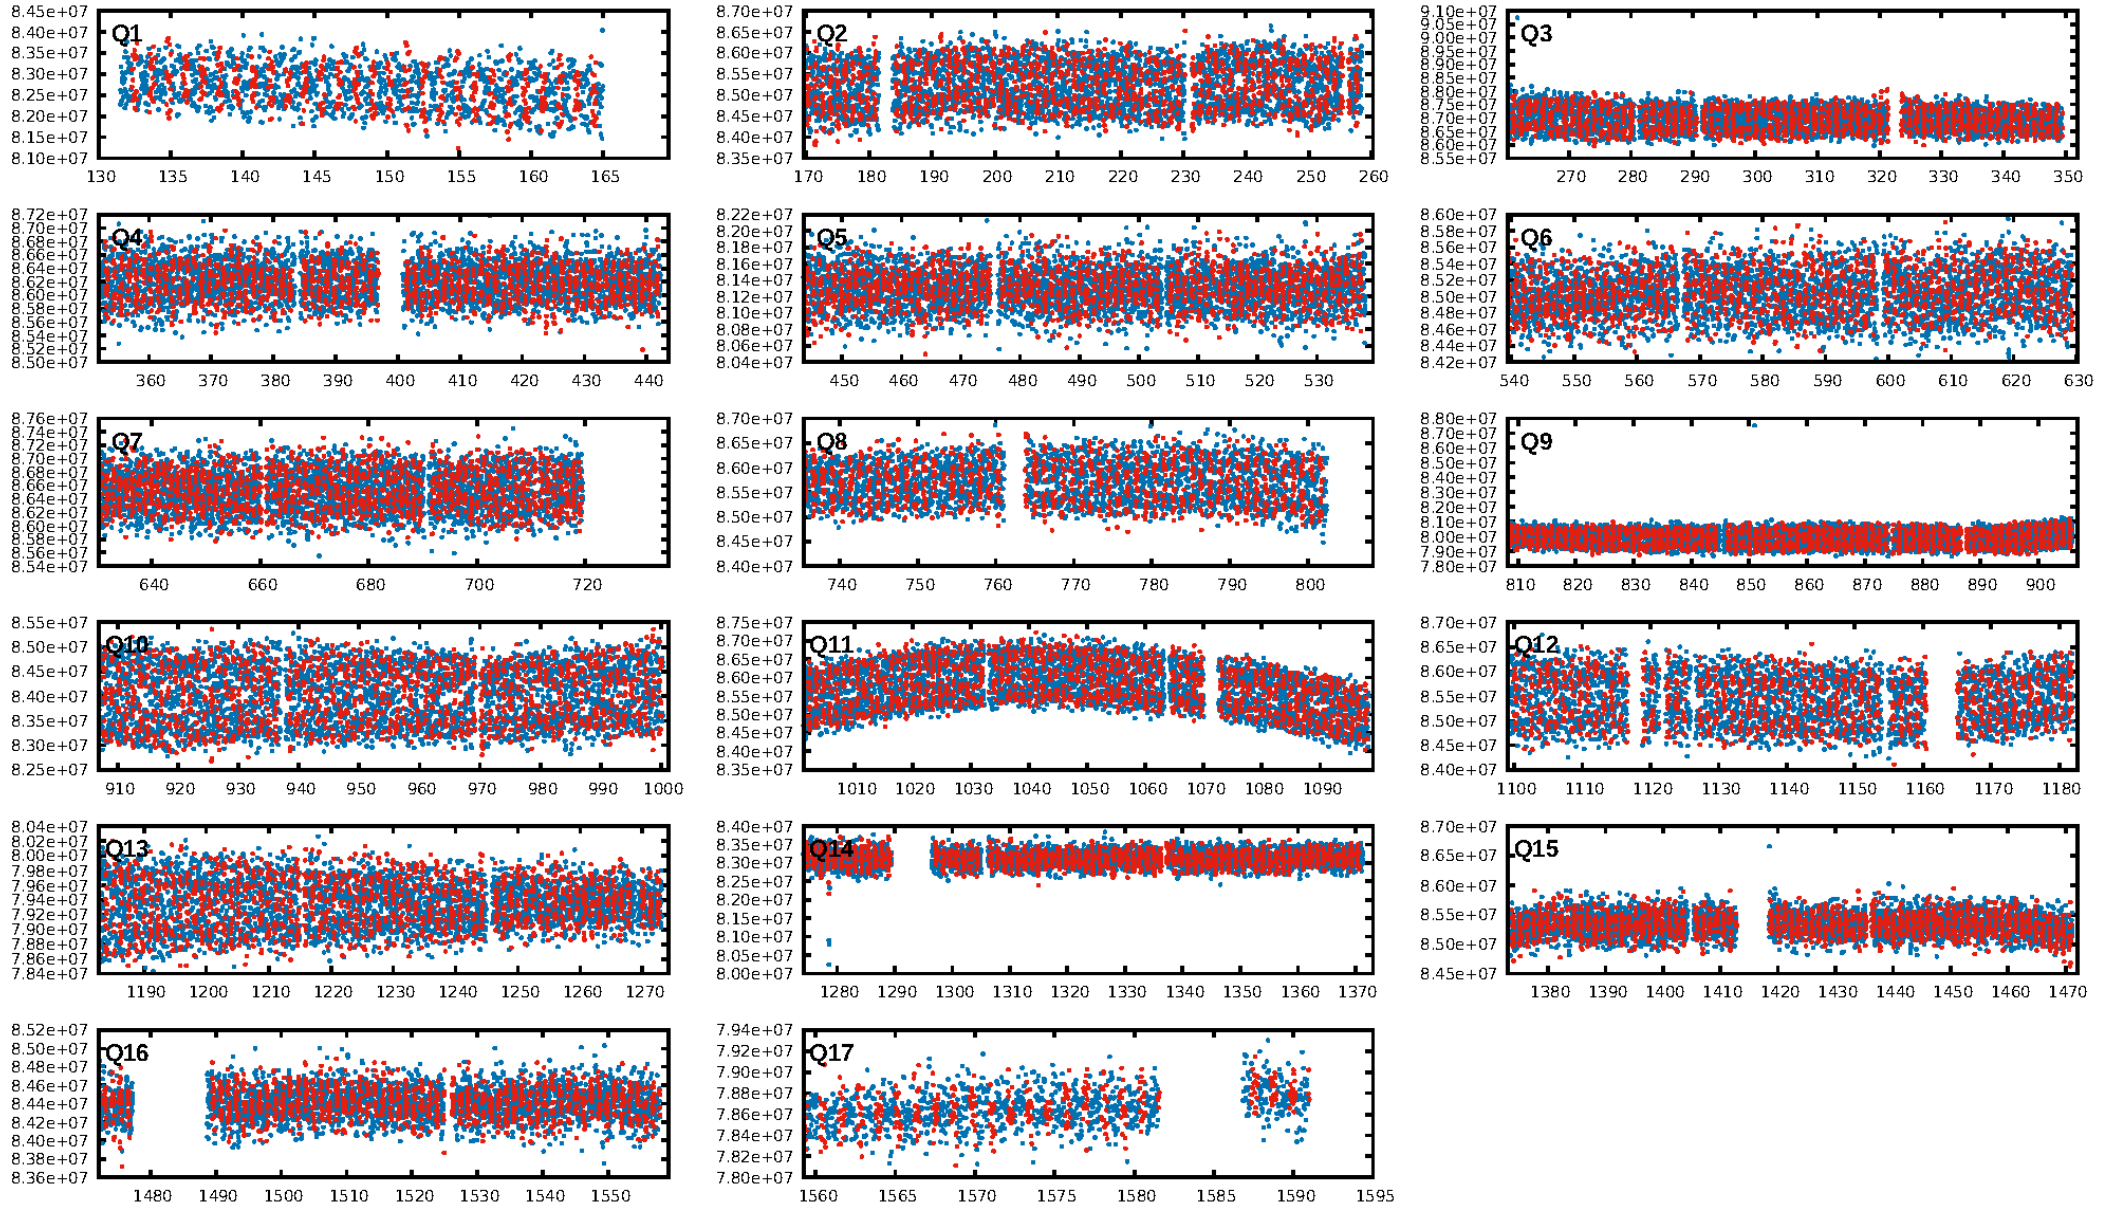 Q1
8.45e+07
8.40e+07
8.35e+07
8.30e+07
8.25e+07
8.20e+07
8.15e+07
8.10e+07
130 135 140 145 150 155 160 165
Q2
8.70e+07
8.65e+07
8.60e+07
8.55e+07
8.50e+07
8.45e+07
8.40e+07
8.35e+07
170 180 190 200 210 220 230 240 250 260
Q3
9.10e+07
9.05e+07
9.00e+07
8.95e+07
8.90e+07
8.85e+07
8.80e+07
8.75e+07
8.70e+07
8.65e+07
8.60e+07
8.55e+07
270 280 290 300 310 320 330 340 350
Q4
8.72e+07
8.70e+07
8.68e+07
8.66e+07
8.64e+07
8.62e+07
8.60e+07
8.58e+07
8.56e+07
8.54e+07
8.52e+07
8.50e+07
360 370 380 390 400 410 420 430 440
Q5
8.22e+07
8.20e+07
8.18e+07
8.16e+07
8.14e+07
8.12e+07
8.10e+07
8.08e+07
8.06e+07
8.04e+07
450 460 470 480 490 500 510 520 530
Q6
8.60e+07
8.58e+07
8.56e+07
8.54e+07
8.52e+07
8.50e+07
8.48e+07
8.46e+07
8.44e+07
8.42e+07
540 550 560 570 580 590 600 610 620 630
Q7
8.76e+07
8.74e+07
8.72e+07
8.70e+07
8.68e+07
8.66e+07
8.64e+07
8.62e+07
8.60e+07
8.58e+07
8.56e+07
8.54e+07
640 660 680 700 720
Q8
8.70e+07
8.65e+07
8.60e+07
8.55e+07
8.50e+07
8.45e+07
8.40e+07
740 750 760 770 780 790 800
Q9
8.80e+07
8.70e+07
8.60e+07
8.50e+07
8.40e+07
8.30e+07
8.20e+07
8.10e+07
8.00e+07
7.90e+07
7.80e+07
810 820 830 840 850 860 870 880 890 900
Q10
8.55e+07
8.50e+07
8.45e+07
8.40e+07
8.35e+07
8.30e+07
8.25e+07
910 920 930 940 950 960 970 980 990 1000
Q11
8.75e+07
8.70e+07
8.65e+07
8.60e+07
8.55e+07
8.50e+07
8.45e+07
8.40e+07
8.35e+07
1010 1020 1030 1040 1050 1060 1070 1080 1090
Q12
8.70e+07
8.65e+07
8.60e+07
8.55e+07
8.50e+07
8.45e+07
8.40e+07
1100 1110 1120 1130 1140 1150 1160 1170 1180
Q13
8.04e+07
8.02e+07
8.00e+07
7.98e+07
7.96e+07
7.94e+07
7.92e+07
7.90e+07
7.88e+07
7.86e+07
7.84e+07
1190 1200 1210 1220 1230 1240 1250 1260 1270
Q14
8.40e+07
8.35e+07
8.30e+07
8.25e+07
8.20e+07
8.15e+07
8.10e+07
8.05e+07
8.00e+07
1280 1290 1300 1310 1320 1330 1340 1350 1360 1370
Q15
8.70e+07
8.65e+07
8.60e+07
8.55e+07
8.50e+07
8.45e+07
1380 1390 1400 1410 1420 1430 1440 1450 1460 1470
Q16
8.52e+07
8.50e+07
8.48e+07
8.46e+07
8.44e+07
8.42e+07
8.40e+07
8.38e+07
8.36e+07
1480 1490 1500 1510 1520 1530 1540 1550
Q17
7.94e+07
7.92e+07
7.90e+07
7.88e+07
7.86e+07
7.84e+07
7.82e+07
7.80e+07
1560 1565 1570 1575 1580 1585 1590 1595